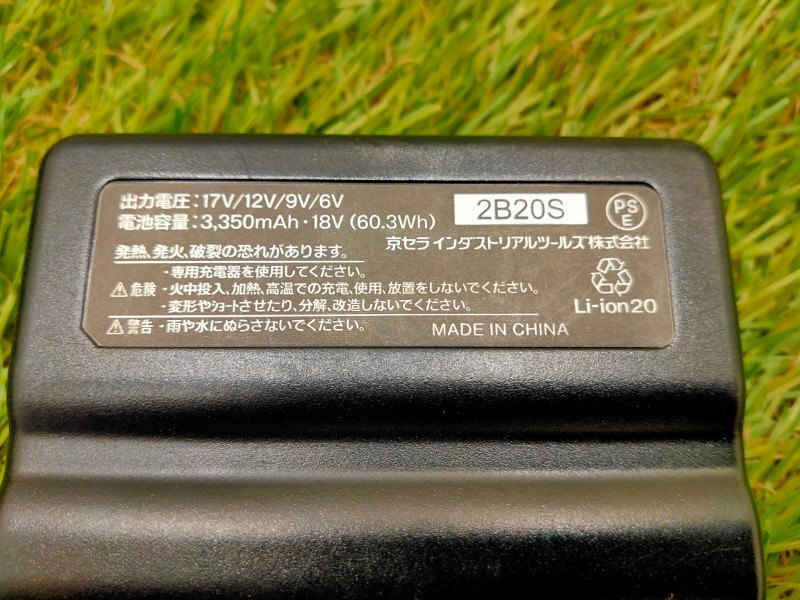 出力電圧：17V/12V/9V/6V
電池容量：3,350mAh・18V (60.3Wh)
2B20S
PS
E
京セラ インダストリアルツールズ株式会社
発熱、発火、破裂の恐れがあります。
・専用充電器を使用してください。
危険 ・火中投入、加熱、高温での充電、使用、放置をしないでください。
・変形やショートさせたり、分解、改造しないでください。
警告 ・雨や水にぬらさないでください。
Li-ion20
MADE IN CHINA